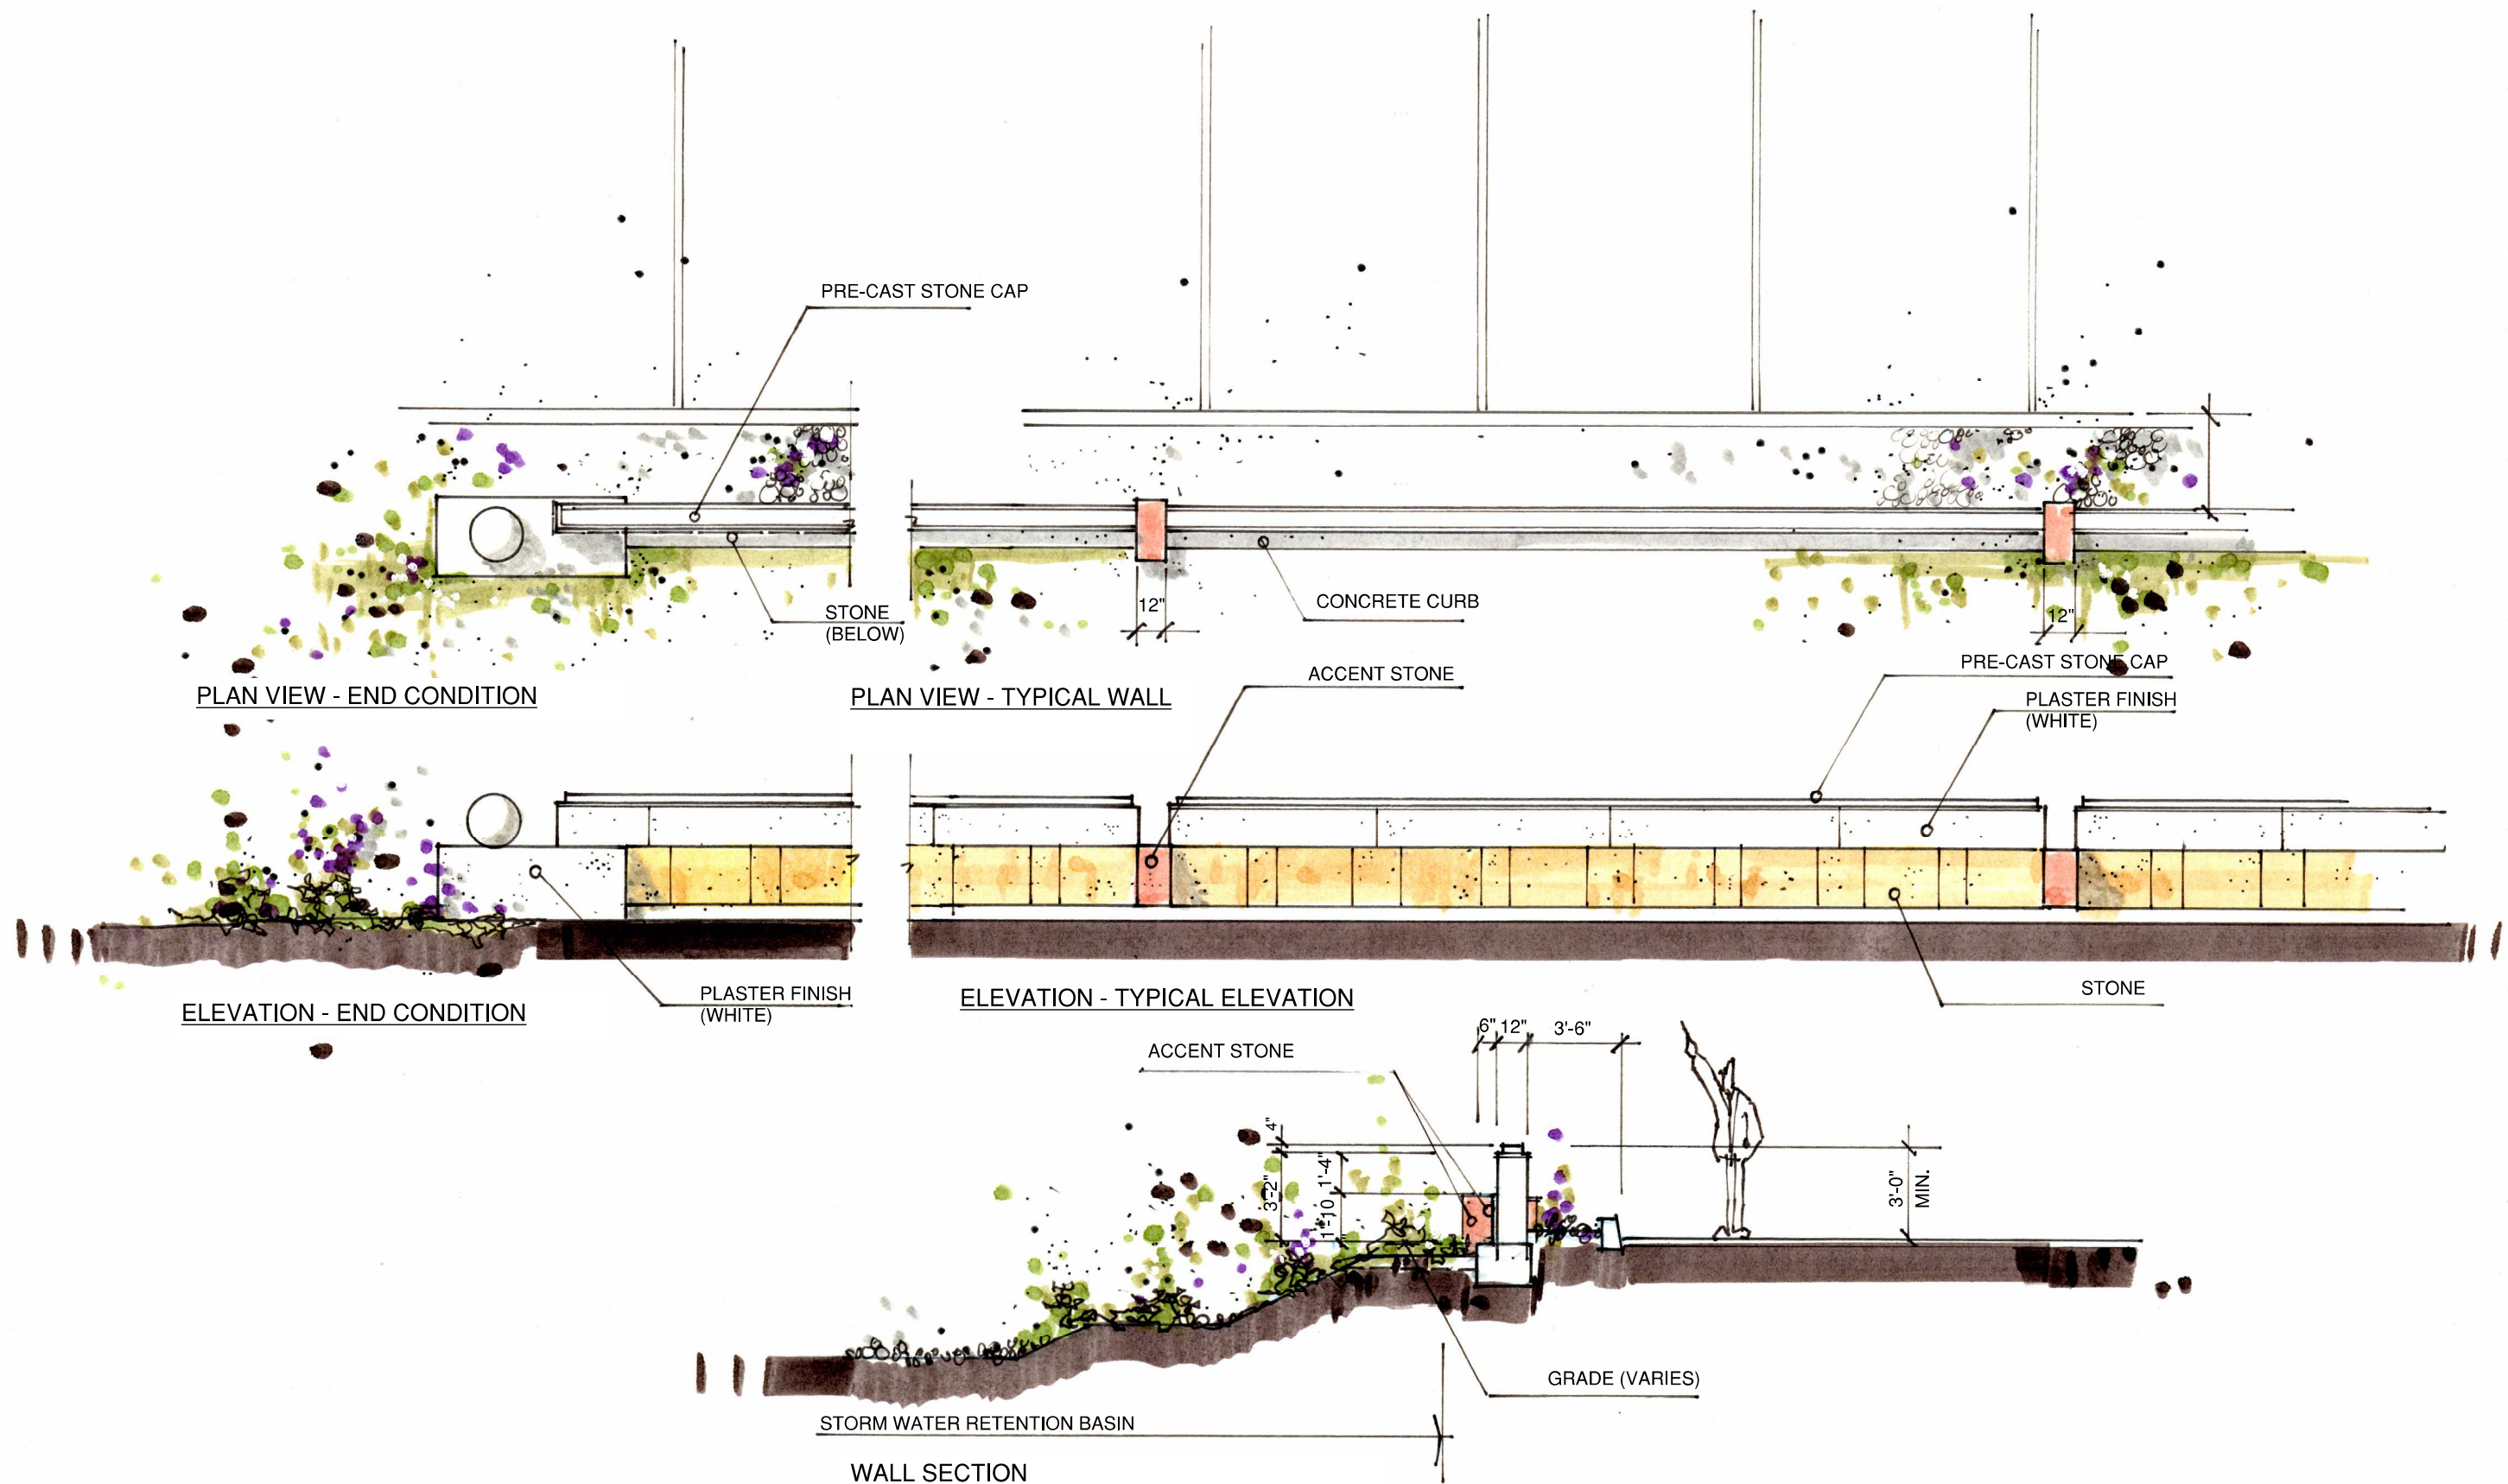 PRE-CAST STONE CAP
STONE
(BELOW)
12"
CONCRETE CURB
12"
PLAN VIEW - END CONDITION
PLAN VIEW - TYPICAL WALL
ACCENT STONE
PRE-CAST STONE CAP
PLASTER FINISH
(WHITE)
PLASTER FINISH
(WHITE)
STONE
ELEVATION - END CONDITION
ELEVATION - TYPICAL ELEVATION
ACCENT STONE
6" 12" 3'-6"
4"
3'-2"
1'-4"
1'-10
3'-0"
MIN.
GRADE (VARIES)
STORM WATER RETENTION BASIN
WALL SECTION